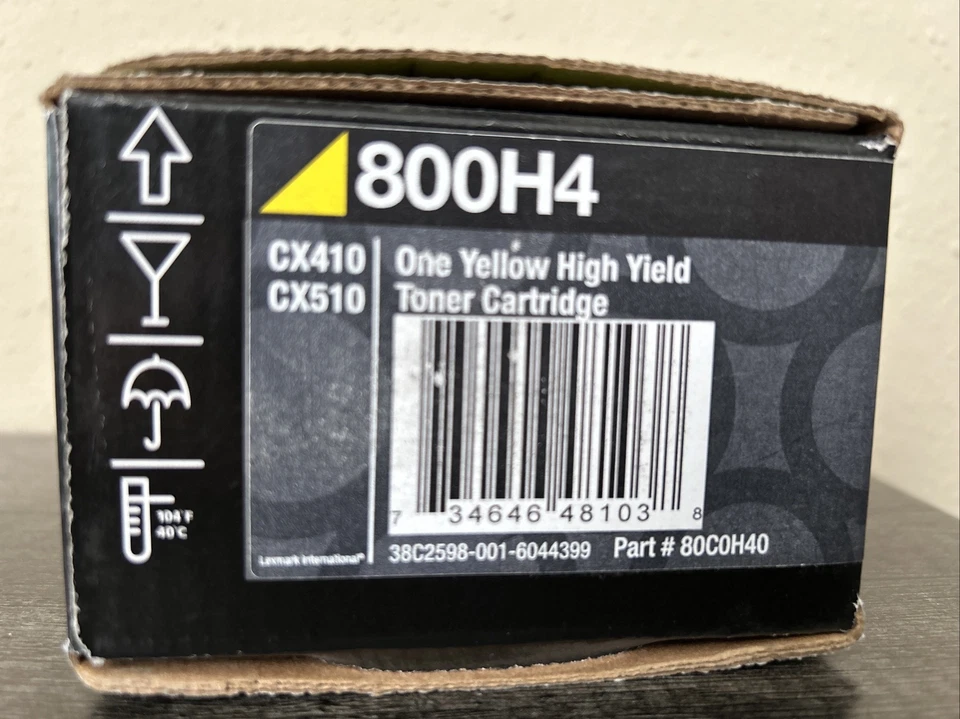 800H4
CX410
CX510
One Yellow High Yield
Toner Cartridge
7 34646 48103 8
38C2598-001-6044399 Part # 80C0H40
104°F
40°C
Lexmark International®